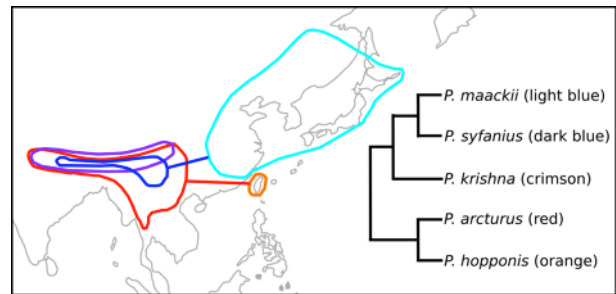 P. maackii (light blue)
P. syfanius (dark blue)
P. krishna (crimson)
P. arcturus (red)
P. hopponis (orange)